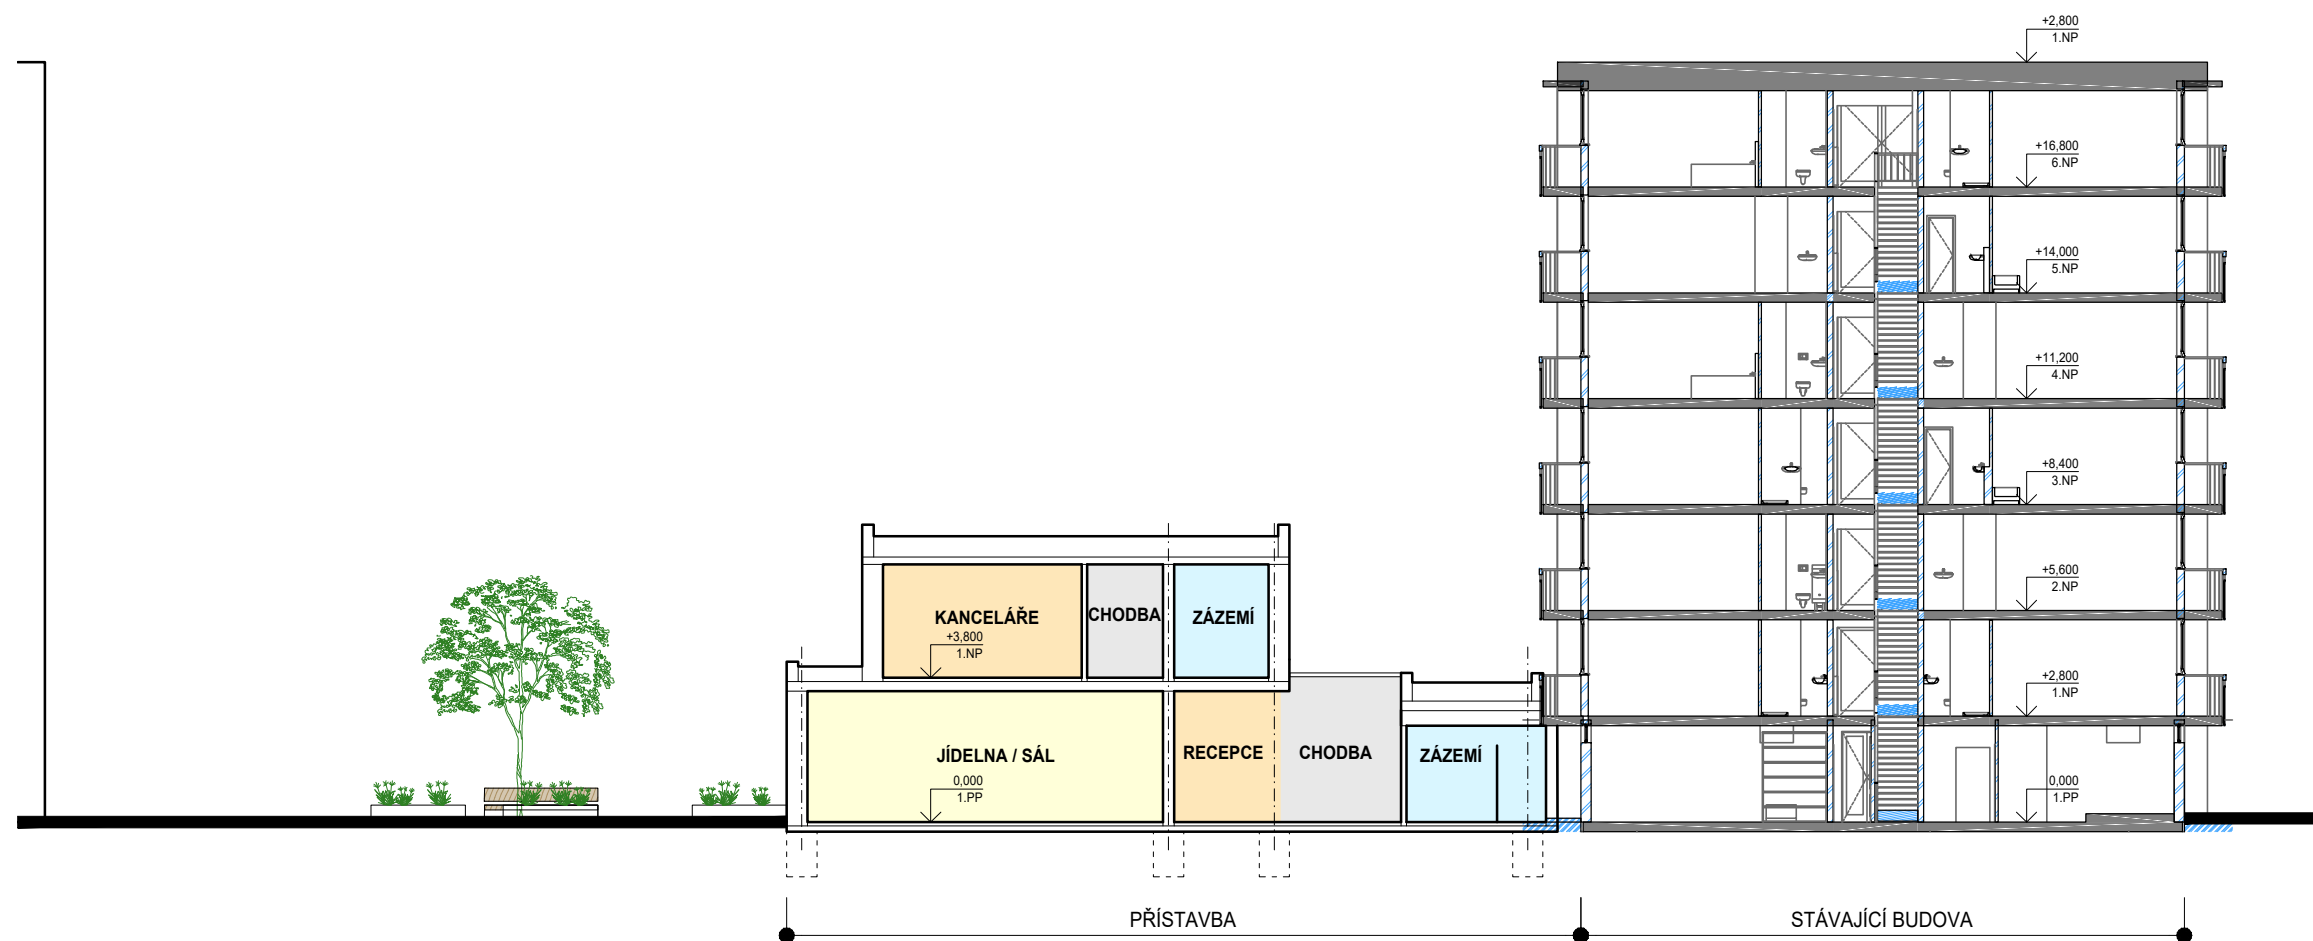 +2,800
1.NP
+16,800
6.NP
+14,000
5.NP
+11,200
4.NP
+8,400
3.NP
+5,600
2.NP
+2,800
1.NP
0,000
1.PP
KANCELÁŘE
+3,800
1.NP
CHODBA
ZÁZEMÍ
JÍDELNA / SÁL
0,000
1.PP
RECEPCE
CHODBA
ZÁZEMÍ
PŘÍSTAVBA
STÁVAJÍCÍ BUDOVA